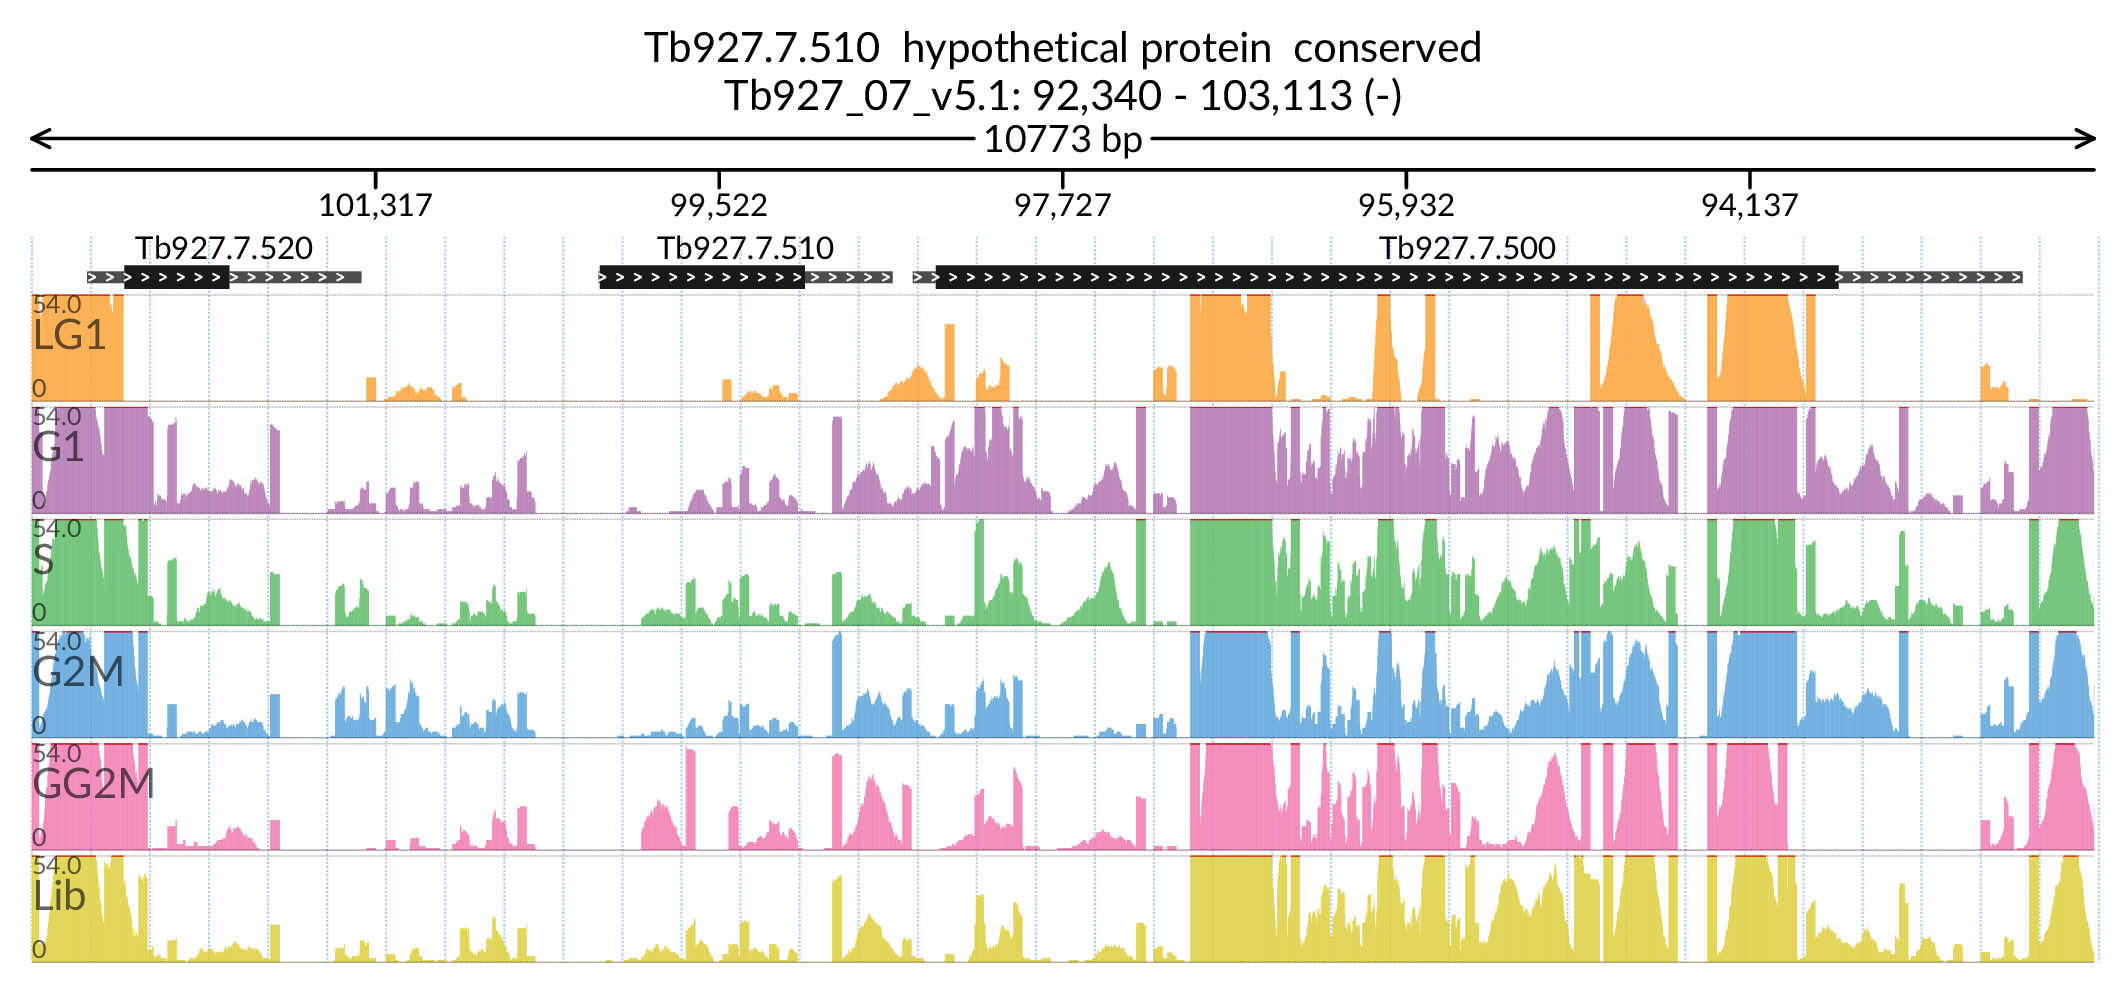 Tb927.7.510  hypothetical protein  conserved
Tb927_07_v5.1: 92,340 - 103,113 (-)
10773 bp
101,317 99,522 97,727 95,932 94,137
Tb927.7.520 Tb927.7.510 Tb927.7.500
54.0
LG1
0
54.0
G1
0
54.0
S
0
54.0
G2M
0
54.0
GG2M
0
54.0
Lib
0